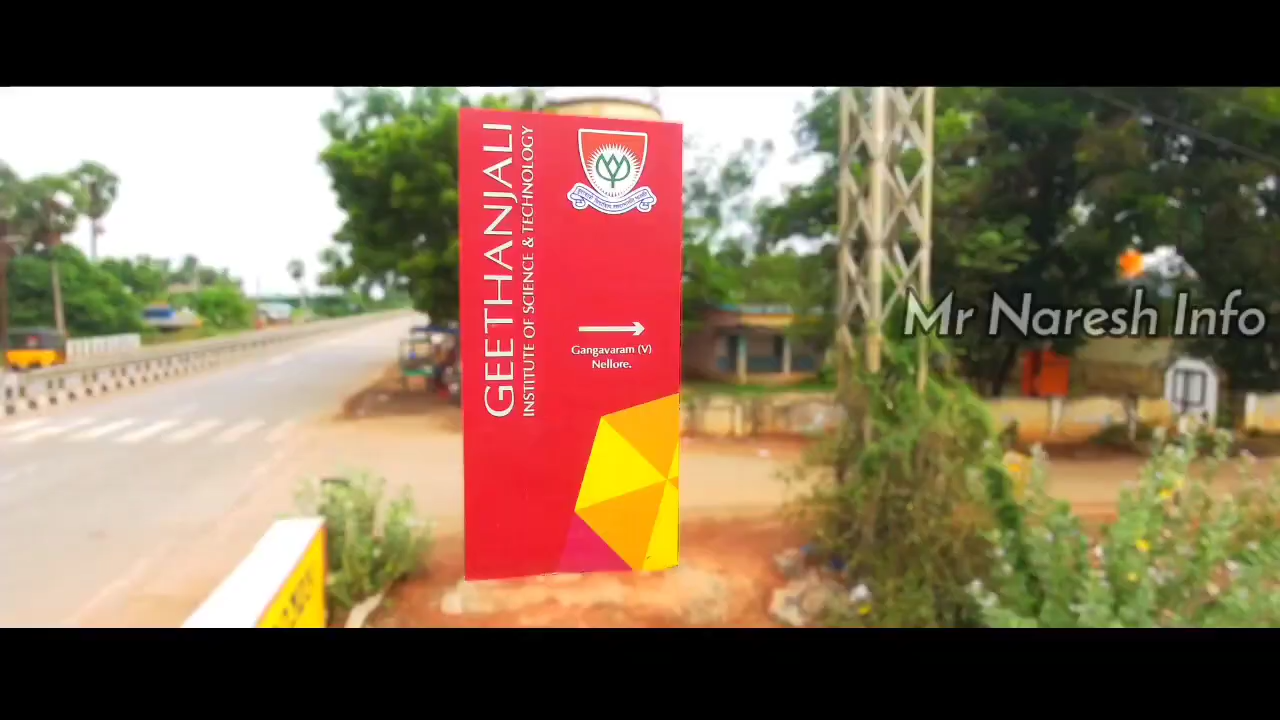 GEETHANJALI
INSTITUTE OF SCIENCE & TECHNOLOGY
Gangavaram (V)
Nellore.
Mr Naresh Info